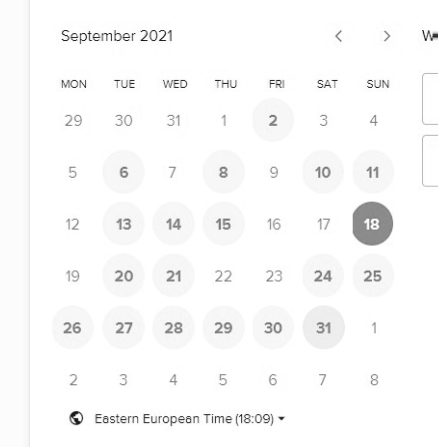 September 2021
MON TUE WED THU FRI SAT SUN
29 30 31 1 2 3 4
5 6 7 8 9 10 11
12 13 14 15 16 17 18
19 20 21 22 23 24 25
26 27 28 29 30 31 1
2 3 4 5 6 7 8
Eastern European Time (18:09)